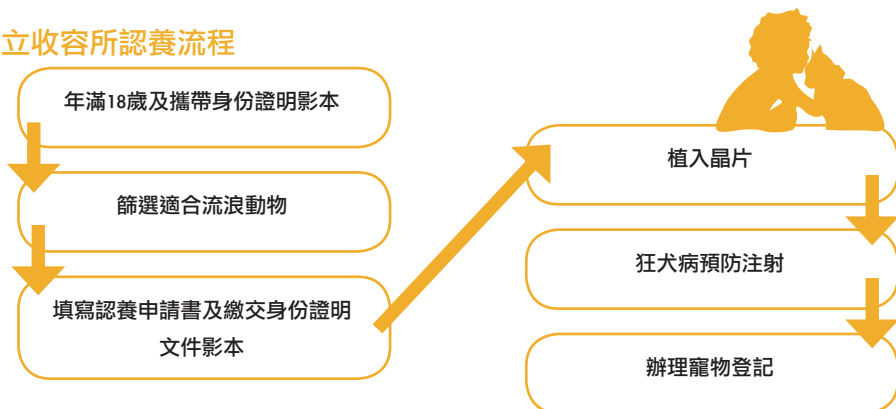 立收容所認養流程
年滿18歲及攜帶身份證明影本
篩選適合流浪動物
填寫認養申請書及繳交身份證明
文件影本
植入晶片
狂犬病預防注射
辦理寵物登記